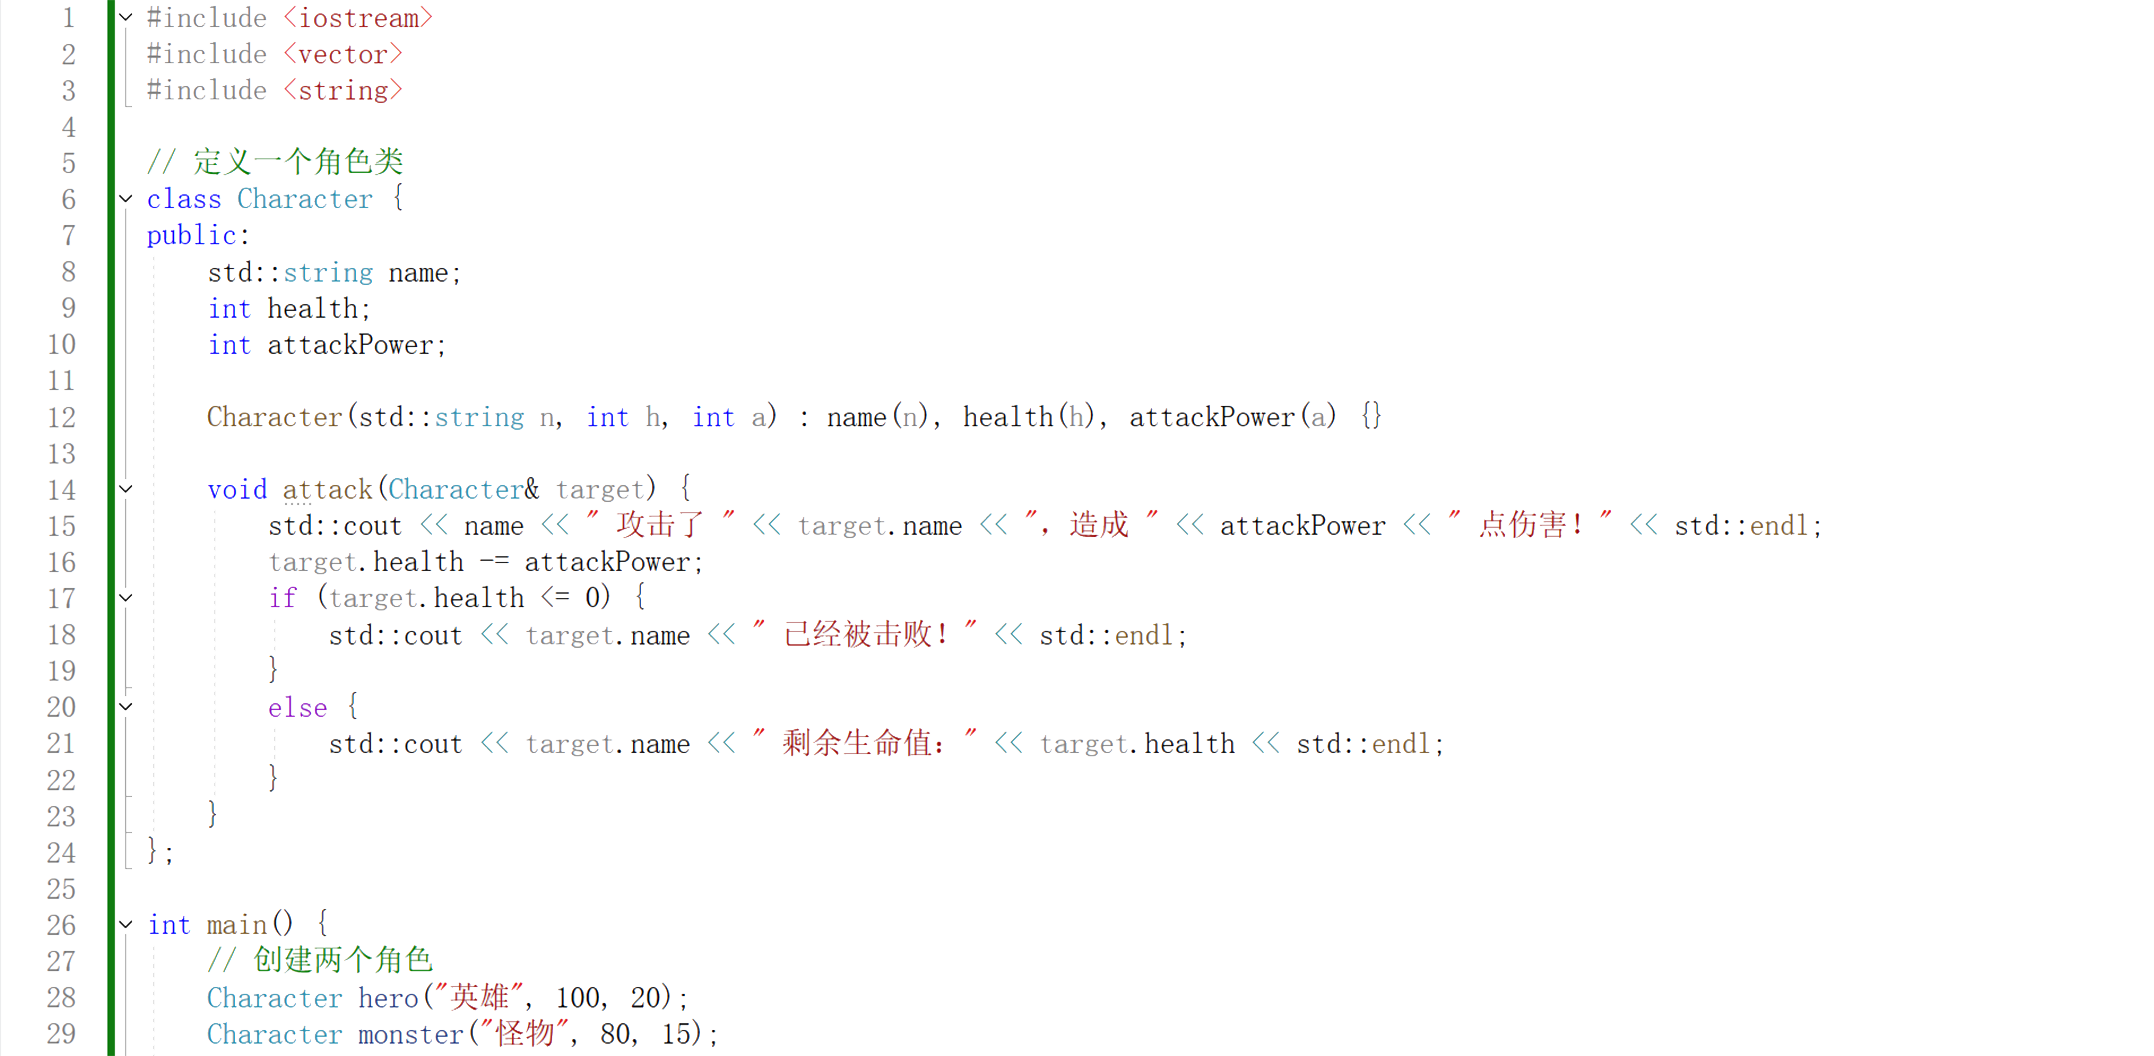 1 #include <iostream>
2 #include <vector>
3 #include <string>
4
5 // 定义一个角色类
6 class Character {
7 public:
8     std::string name;
9     int health;
10     int attackPower;
11
12     Character(std::string n, int h, int a) : name(n), health(h), attackPower(a) {}
13
14     void attack(Character& target) {
15         std::cout << name << " 攻击了 " << target.name << ", 造成 " << attackPower << " 点伤害! " << std::endl;
16         target.health -= attackPower;
17         if (target.health <= 0) {
18             std::cout << target.name << " 已经被击败! " << std::endl;
19         }
20         else {
21             std::cout << target.name << " 剩余生命值: " << target.health << std::endl;
22         }
23     }
24 };
25
26 int main() {
27     // 创建两个角色
28     Character hero("英雄", 100, 20);
29     Character monster("怪物", 80, 15);